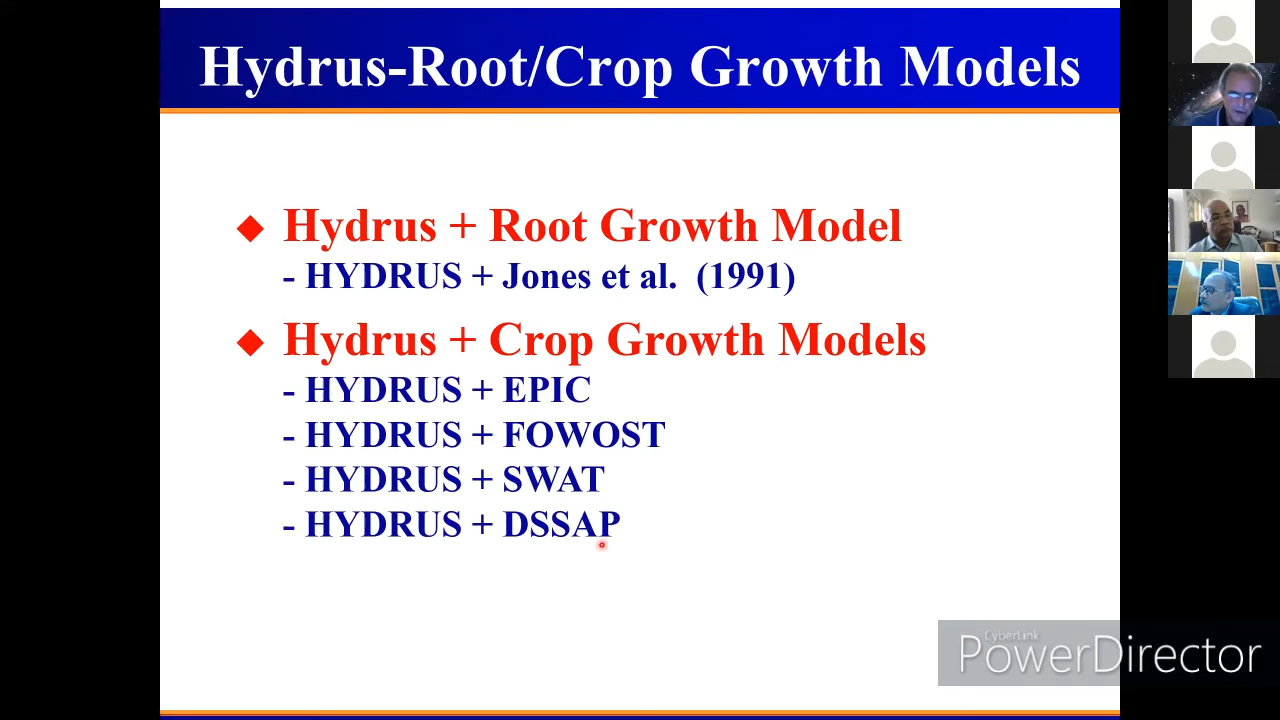 Hydrus-Root/Crop Growth Models
Hydrus + Root Growth Model
- HYDRUS + Jones et al. (1991)
Hydrus + Crop Growth Models
- HYDRUS + EPIC
- HYDRUS + FOWOST
- HYDRUS + SWAT
- HYDRUS + DSSAP
CyberLink
PowerDirector